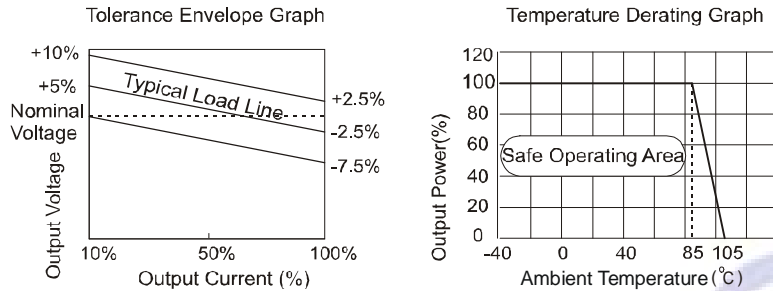 Tolerance Envelope Graph
+10%
+5%
Nominal
Voltage
Typical Load Line
+2.5%
-2.5%
-7.5%
Output Voltage
10%
50%
100%
Output Current (%)
Temperature Derating Graph
120
100
80
60
40
20
0
Output Power(%)
Safe Operating Area
-40
0
40
85
105
Ambient Temperature (℃)